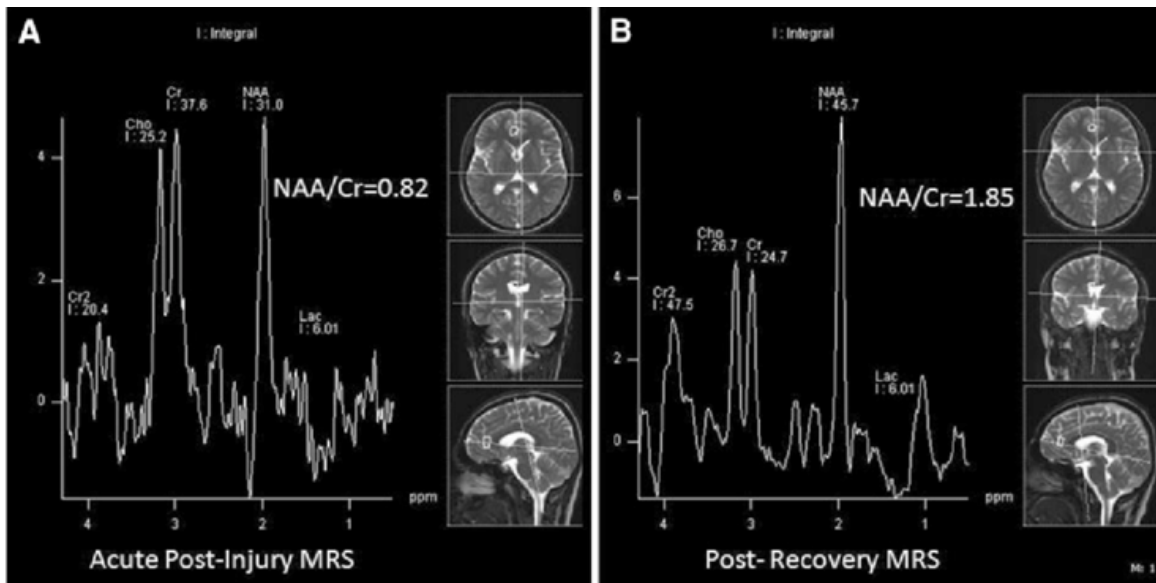 A
I : Integral
Cr
I : 37.6
NAA
I : 31.0
Cho
I : 25.2
4
NAA/Cr=0.82
2
Cr2
I : 20.4
Lac
I : 6.01
0
ppm
4 3 2 1
Acute Post-Injury MRS
B
I : Integral
NAA
I : 45.7
6
NAA/Cr=1.85
Cho
I : 26.7
Cr
I : 24.7
4
Cr2
I : 47.5
2
Lac
I : 6.01
0
ppm
4 3 2 1
Post- Recovery MRS